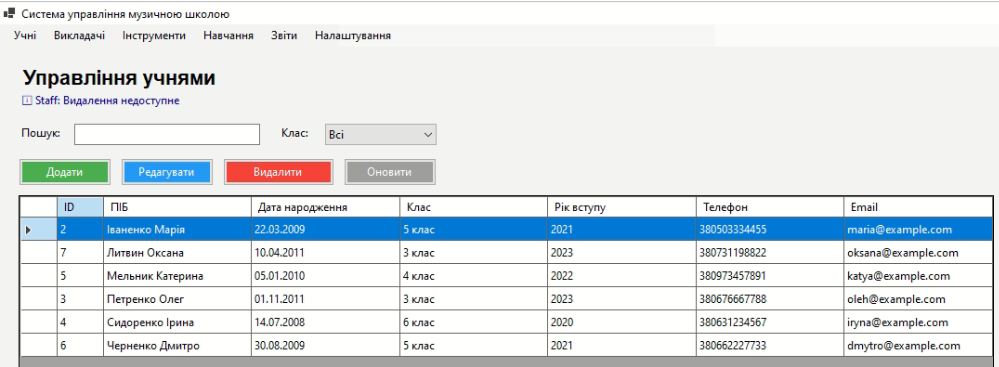 Система управління музичною школою
Учні Викладачі Інструменти Навчання Звіти Налаштування
Управління учнями
Staff: Видалення недоступне
Пошук: Клас: Всі
Додати Редагувати Видалити Оновити
ID ПІБ Дата народження Клас Рік вступу Телефон Email
2 Іваненко Марія 22.03.2009 5 клас 2021 380503334455 maria@example.com
7 Литвин Оксана 10.04.2011 3 клас 2023 380731198822 oksana@example.com
5 Мельник Катерина 05.01.2010 4 клас 2022 380973457891 katya@example.com
3 Петренко Олег 01.11.2011 3 клас 2023 380676667788 oleh@example.com
4 Сидоренко Ірина 14.07.2008 6 клас 2020 380631234567 iryna@example.com
6 Черненко Дмитро 30.08.2009 5 клас 2021 380662227733 dmytro@example.com